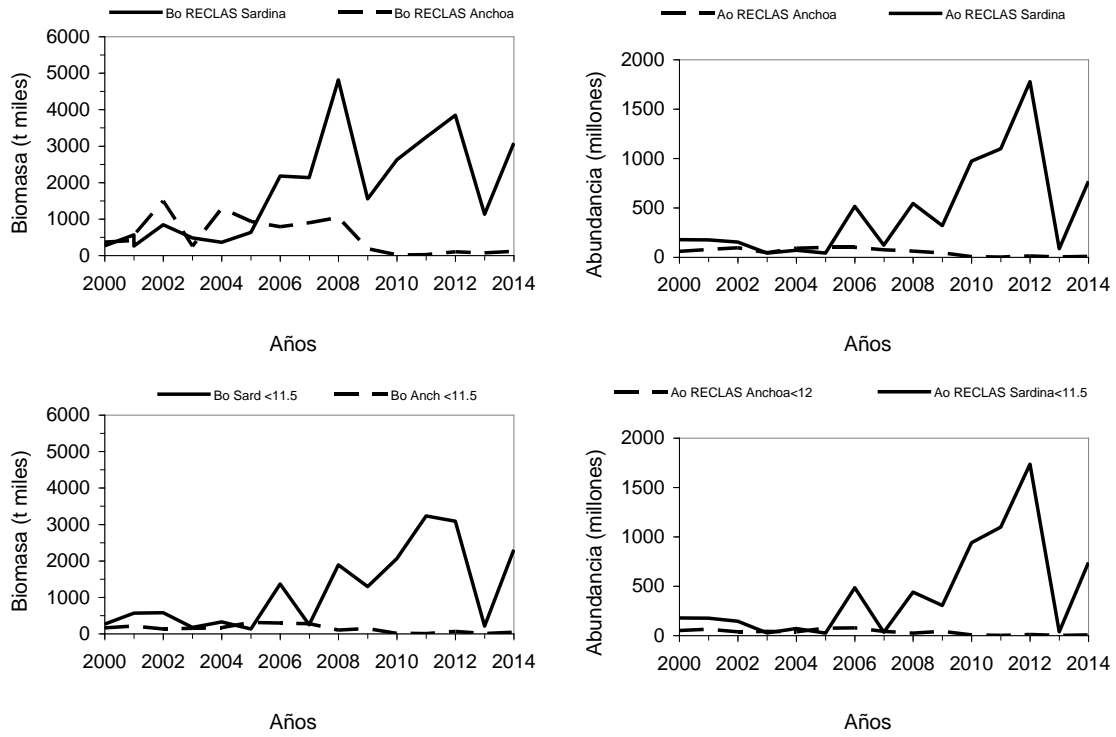 Bo RECLAS Sardina Bo RECLAS Anchoa
Biomasa (t miles)
6000
5000
4000
3000
2000
1000
0
2000 2002 2004 2006 2008 2010 2012 2014
Años
Ao RECLAS Anchoa Ao RECLAS Sardina
Abundancia (millones)
2000
1500
1000
500
0
2000 2002 2004 2006 2008 2010 2012 2014
Años
Bo Sard <11.5 Bo Anch <11.5
Biomasa (t miles)
6000
5000
4000
3000
2000
1000
0
2000 2002 2004 2006 2008 2010 2012 2014
Años
Ao RECLAS Anchoa<12 Ao RECLAS Sardina<11.5
Abundancia (millones)
2000
1500
1000
500
0
2000 2002 2004 2006 2008 2010 2012 2014
Años